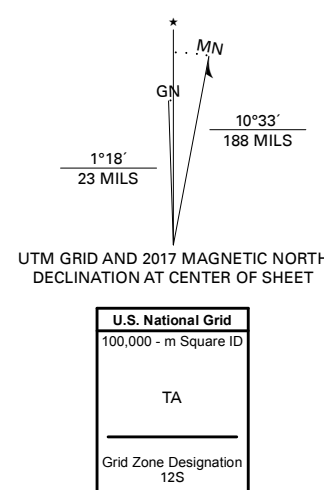 ★
MN
GN
10°33´
188 MILS
1°18´
23 MILS
UTM GRID AND 2017 MAGNETIC NORTH
DECLINATION AT CENTER OF SHEET
U.S. National Grid
100,000 - m Square ID
TA
Grid Zone Designation
12S